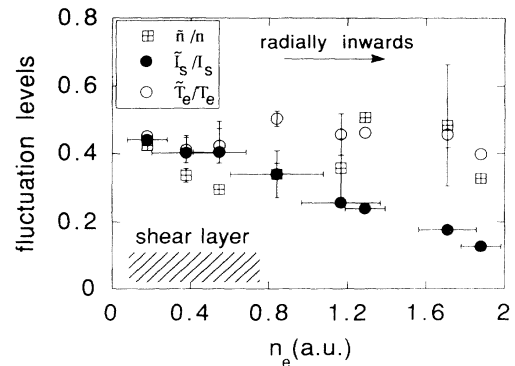 0.8
0.6
0.4
0.2
0
fluctuation levels
ñ/n
Ĩs/Is
T̃e/Te
radially inwards
shear layer
0 0.4 0.8 1.2 1.6 2
ne(a.u.)